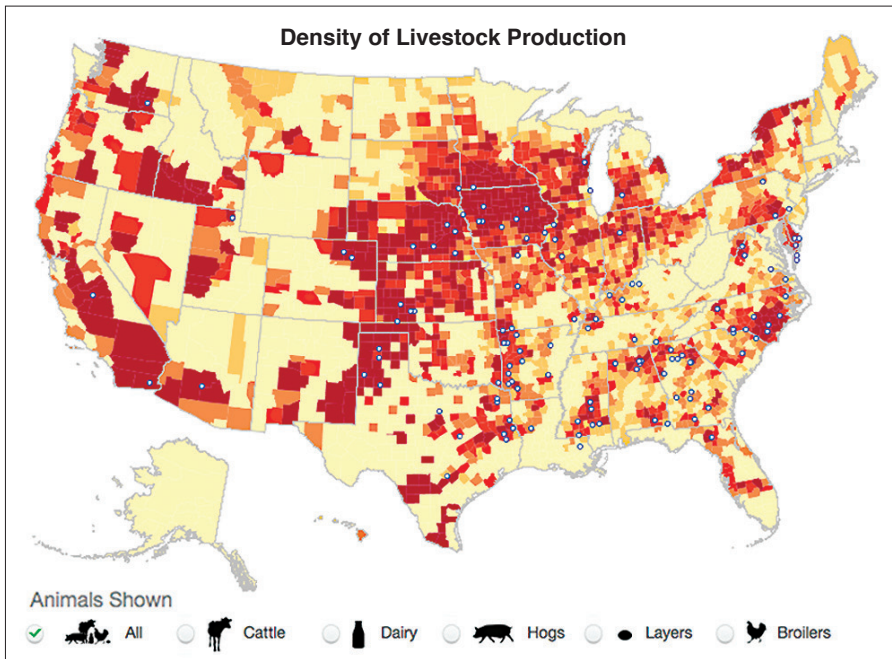 Density of Livestock Production
Animals Shown
All Cattle Dairy Hogs Layers Broilers